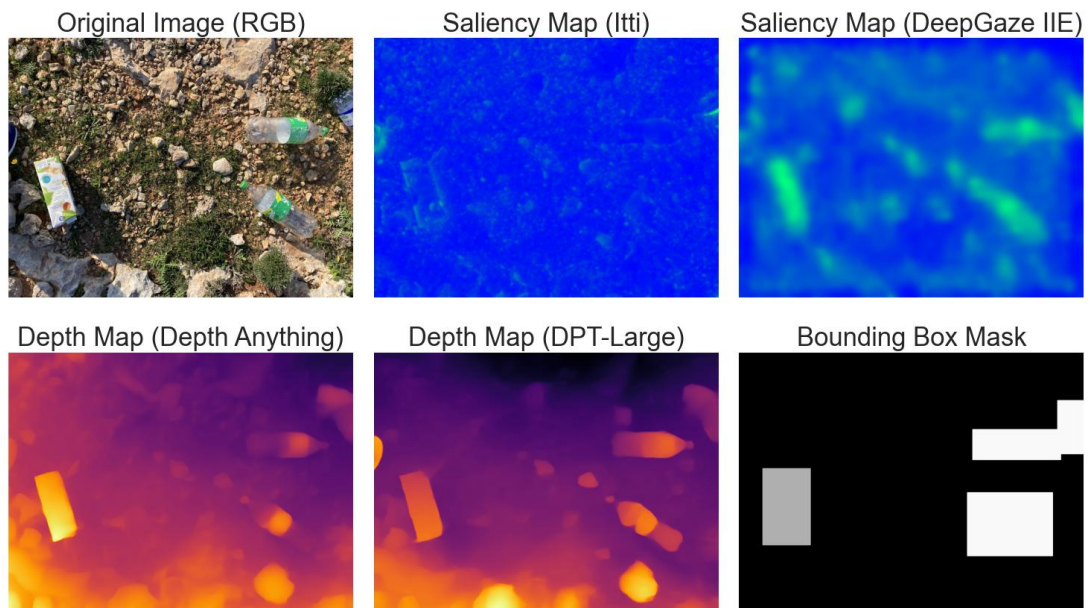 Original Image (RGB)
Saliency Map (Itti)
Saliency Map (DeepGaze IIE)
Depth Map (Depth Anything)
Depth Map (DPT-Large)
Bounding Box Mask